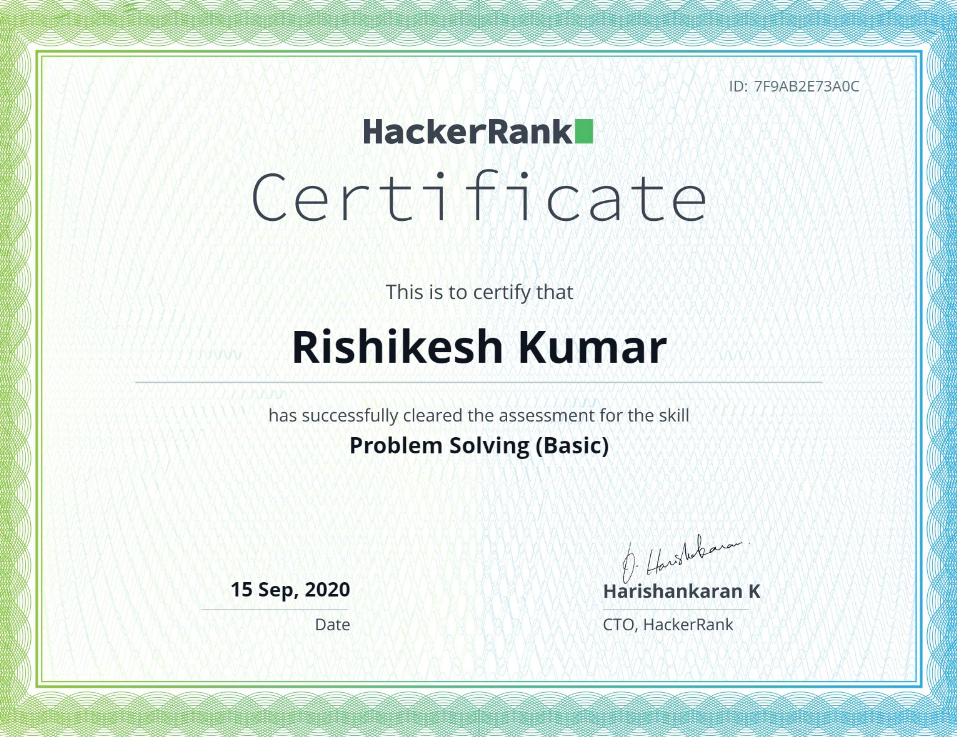 ID: 7F9AB2E73A0C
HackerRank
Certificate
This is to certify that
Rishikesh Kumar
has successfully cleared the assessment for the skill
Problem Solving (Basic)
15 Sep, 2020
Date
Harishankaran
Harishankaran K
CTO, HackerRank